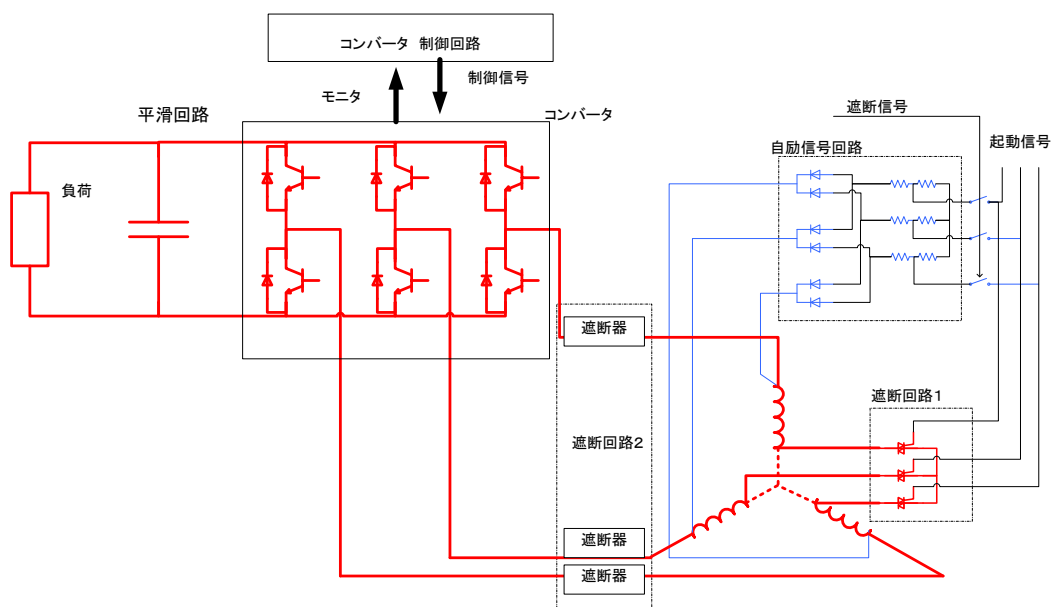 コンバータ 制御回路
制御信号
モニタ
平滑回路
コンバータ
遮断信号
起動信号
自励信号回路
負荷
遮断器
遮断回路1
遮断回路2
遮断器
遮断器